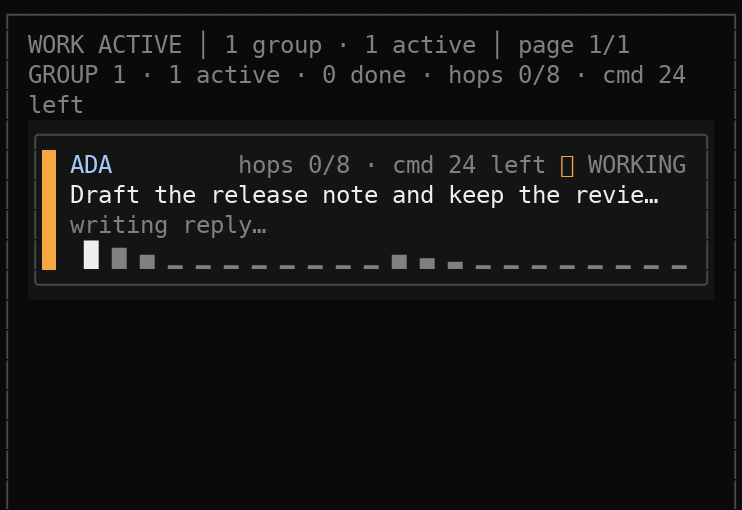 WORK ACTIVE │ 1 group · 1 active │ page 1/1
GROUP 1 · 1 active · 0 done · hops 0/8 · cmd 24
left
ADA hops 0/8 · cmd 24 left WORKING
Draft the release note and keep the revie…
writing reply…